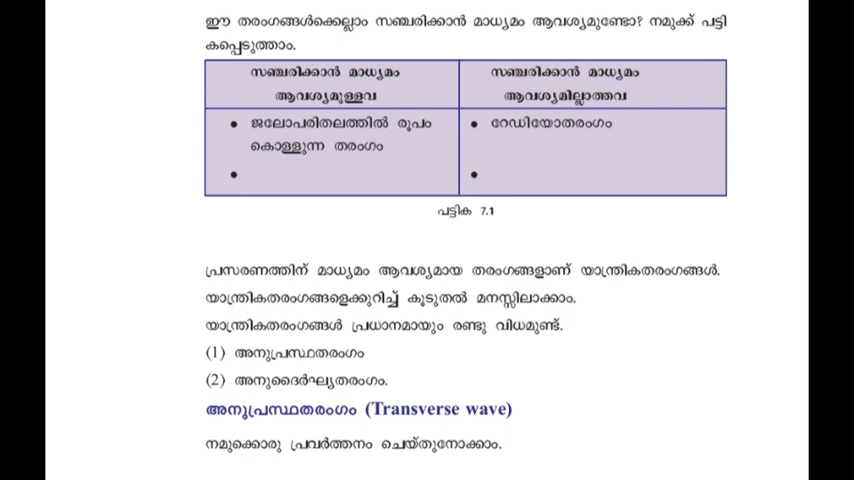 ഈ തരംഗങ്ങൾക്കെല്ലാം സഞ്ചരിക്കാൻ മാധ്യമം ആവശ്യമുണ്ടോ? നമുക്ക് പട്ടി
കപ്പെടുത്താം.
സഞ്ചരിക്കാൻ മാധ്യമം
ആവശ്യമുള്ളവ
സഞ്ചരിക്കാൻ മാധ്യമം
ആവശ്യമില്ലാത്തവ
• ജലോപരിതലത്തിൽ രൂപം
കൊള്ളുന്ന തരംഗം
•
• റേഡിയോതരംഗം
•
പട്ടിക 7.1
പ്രസരണത്തിന് മാധ്യമം ആവശ്യമായ തരംഗങ്ങളാണ് യാന്ത്രികതരംഗങ്ങൾ.
യാന്ത്രികതരംഗങ്ങളെക്കുറിച്ച് കൂടുതൽ മനസ്സിലാക്കാം.
യാന്ത്രികതരംഗങ്ങൾ പ്രധാനമായും രണ്ടു വിധമുണ്ട്.
(1) അനുപ്രസ്ഥതരംഗം
(2) അനുദൈർഘ്യതരംഗം.
അനുപ്രസ്ഥതരംഗം (Transverse wave)
നമുക്കൊരു പ്രവർത്തനം ചെയ്തുനോക്കാം.